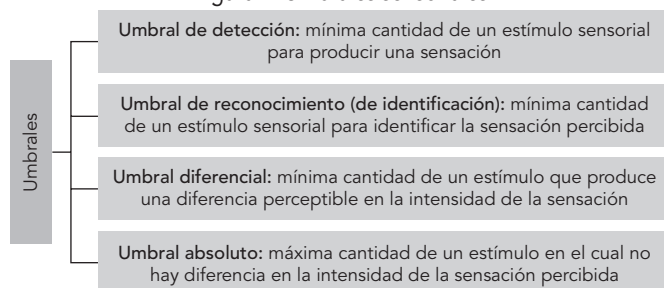 Umbrales
Umbral de detección: mínima cantidad de un estímulo sensorial
para producir una sensación
Umbral de reconocimiento (de identificación): mínima cantidad
de un estímulo sensorial para identificar la sensación percibida
Umbral diferencial: mínima cantidad de un estímulo que produce
una diferencia perceptible en la intensidad de la sensación
Umbral absoluto: máxima cantidad de un estímulo en el cual no
hay diferencia en la intensidad de la sensación percibida